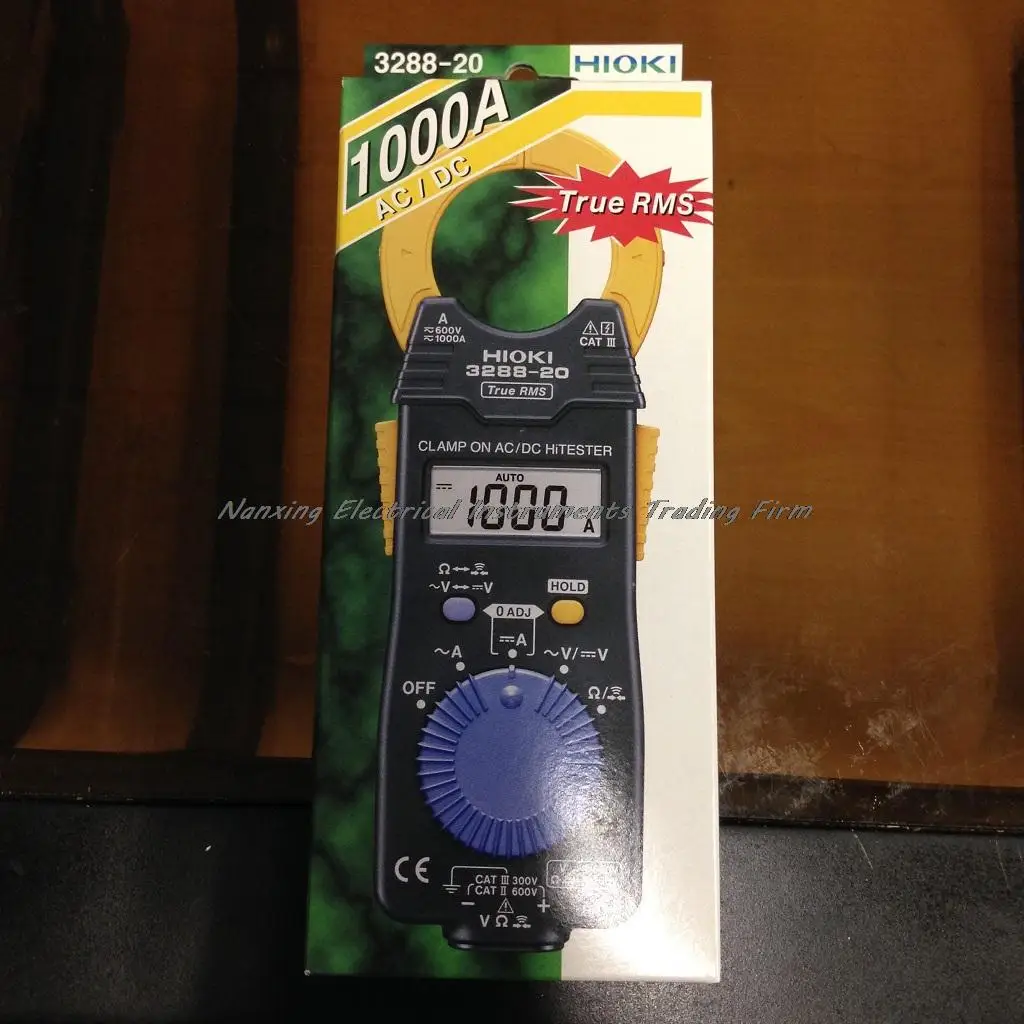 3288-20 HIOKI
1000A
AC / DC
True RMS
A
≂600V
≂1000A
CAT III
HIOKI
3288-20
True RMS
CLAMP ON AC/DC HiTESTER
AUTO
1000 A
Nanxing Electrical Instruments Trading Firm
Ω↔
~V↔⎓V
HOLD
0 ADJ
⎓A
~A
~V/⎓V
OFF
Ω/
CE
CAT III 300V
CAT II 600V
− +
V Ω